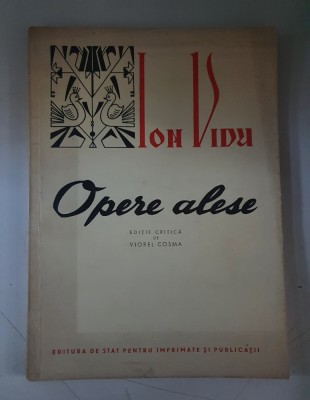 Ion Vidu
Opere alese
EDIȚIE CRITICĂ
DE
VIOREL COSMA
EDITURA DE STAT PENTRU IMPRIMATE ȘI PUBLICAȚII